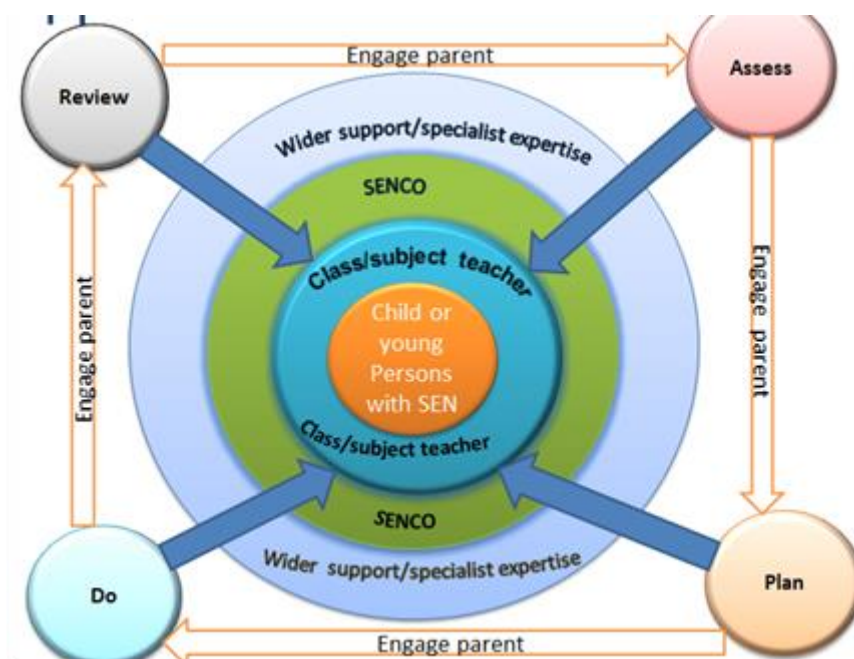 Engage parent
Review
Assess
Wider support/specialist expertise
SENCO
Class/subject teacher
Child or
young
Persons
with SEN
Engage parent
Engage parent
Class/subject teacher
SENCO
Wider support/specialist expertise
Do
Plan
Engage parent